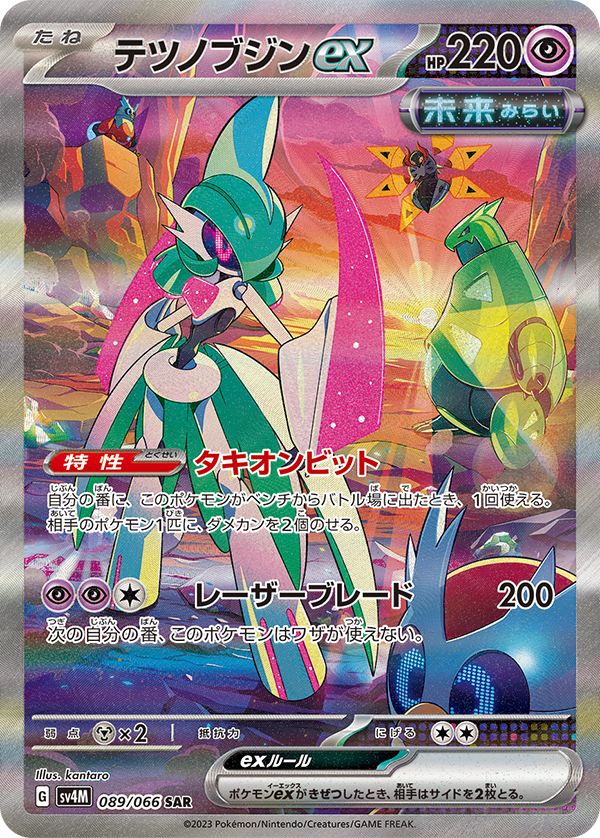 たね テツノブジンex HP220
未来 みらい
特性 とくせい タキオンビット
自分の番に、このポケモンがベンチからバトル場に出たとき、1回使える。
相手のポケモン1匹に、ダメカンを2個のせる。
レーザーブレード 200
次の自分の番、このポケモンはワザが使えない。
弱点 ×2 抵抗力 にげる
exルール
ポケモンexがきぜつしたとき、相手はサイドを2枚とる。
Illus. kantaro
G sv4M 089/066 SAR
©2023 Pokémon/Nintendo/Creatures/GAME FREAK.